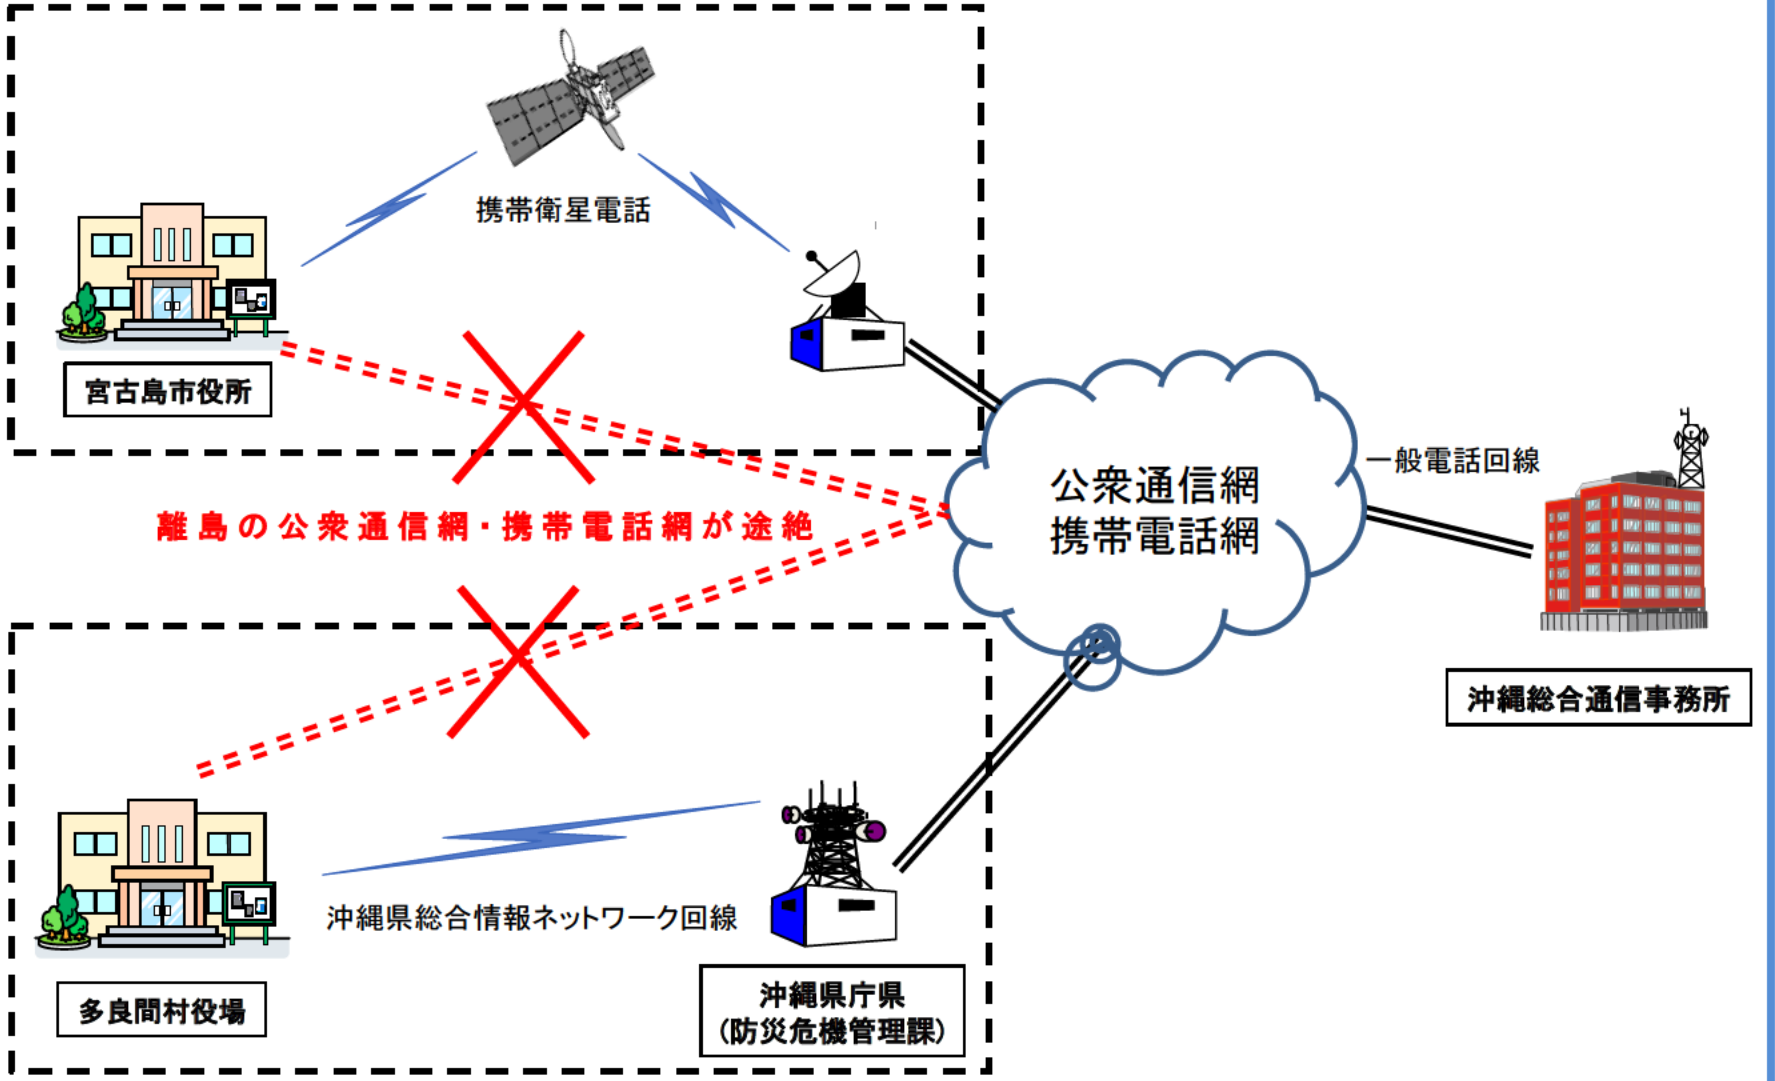 携帯衛星電話
宮古島市役所
公衆通信網
携帯電話網
一般電話回線
離島の公衆通信網・携帯電話網が途絶
沖縄総合通信事務所
沖縄県総合情報ネットワーク回線
多良間村役場
沖縄県庁県
(防災危機管理課)